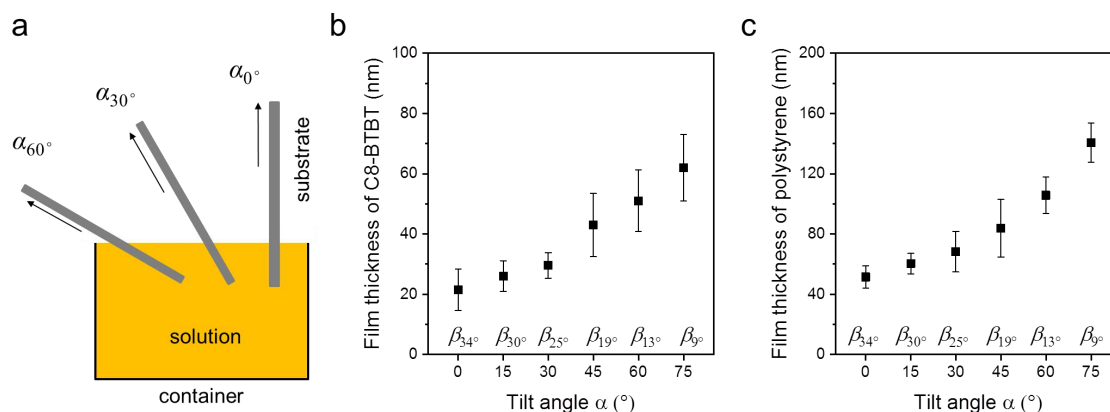 a
α60°
α30°
α0°
substrate
solution
container
b
Film thickness of C8-BTBT (nm)
100
80
60
40
20
0
β34° β30° β25° β19° β13° β9°
0 15 30 45 60 75
Tilt angle α (°)
c
Film thickness of polystyrene (nm)
200
160
120
80
40
0
β34° β30° β25° β19° β13° β9°
0 15 30 45 60 75
Tilt angle α (°)